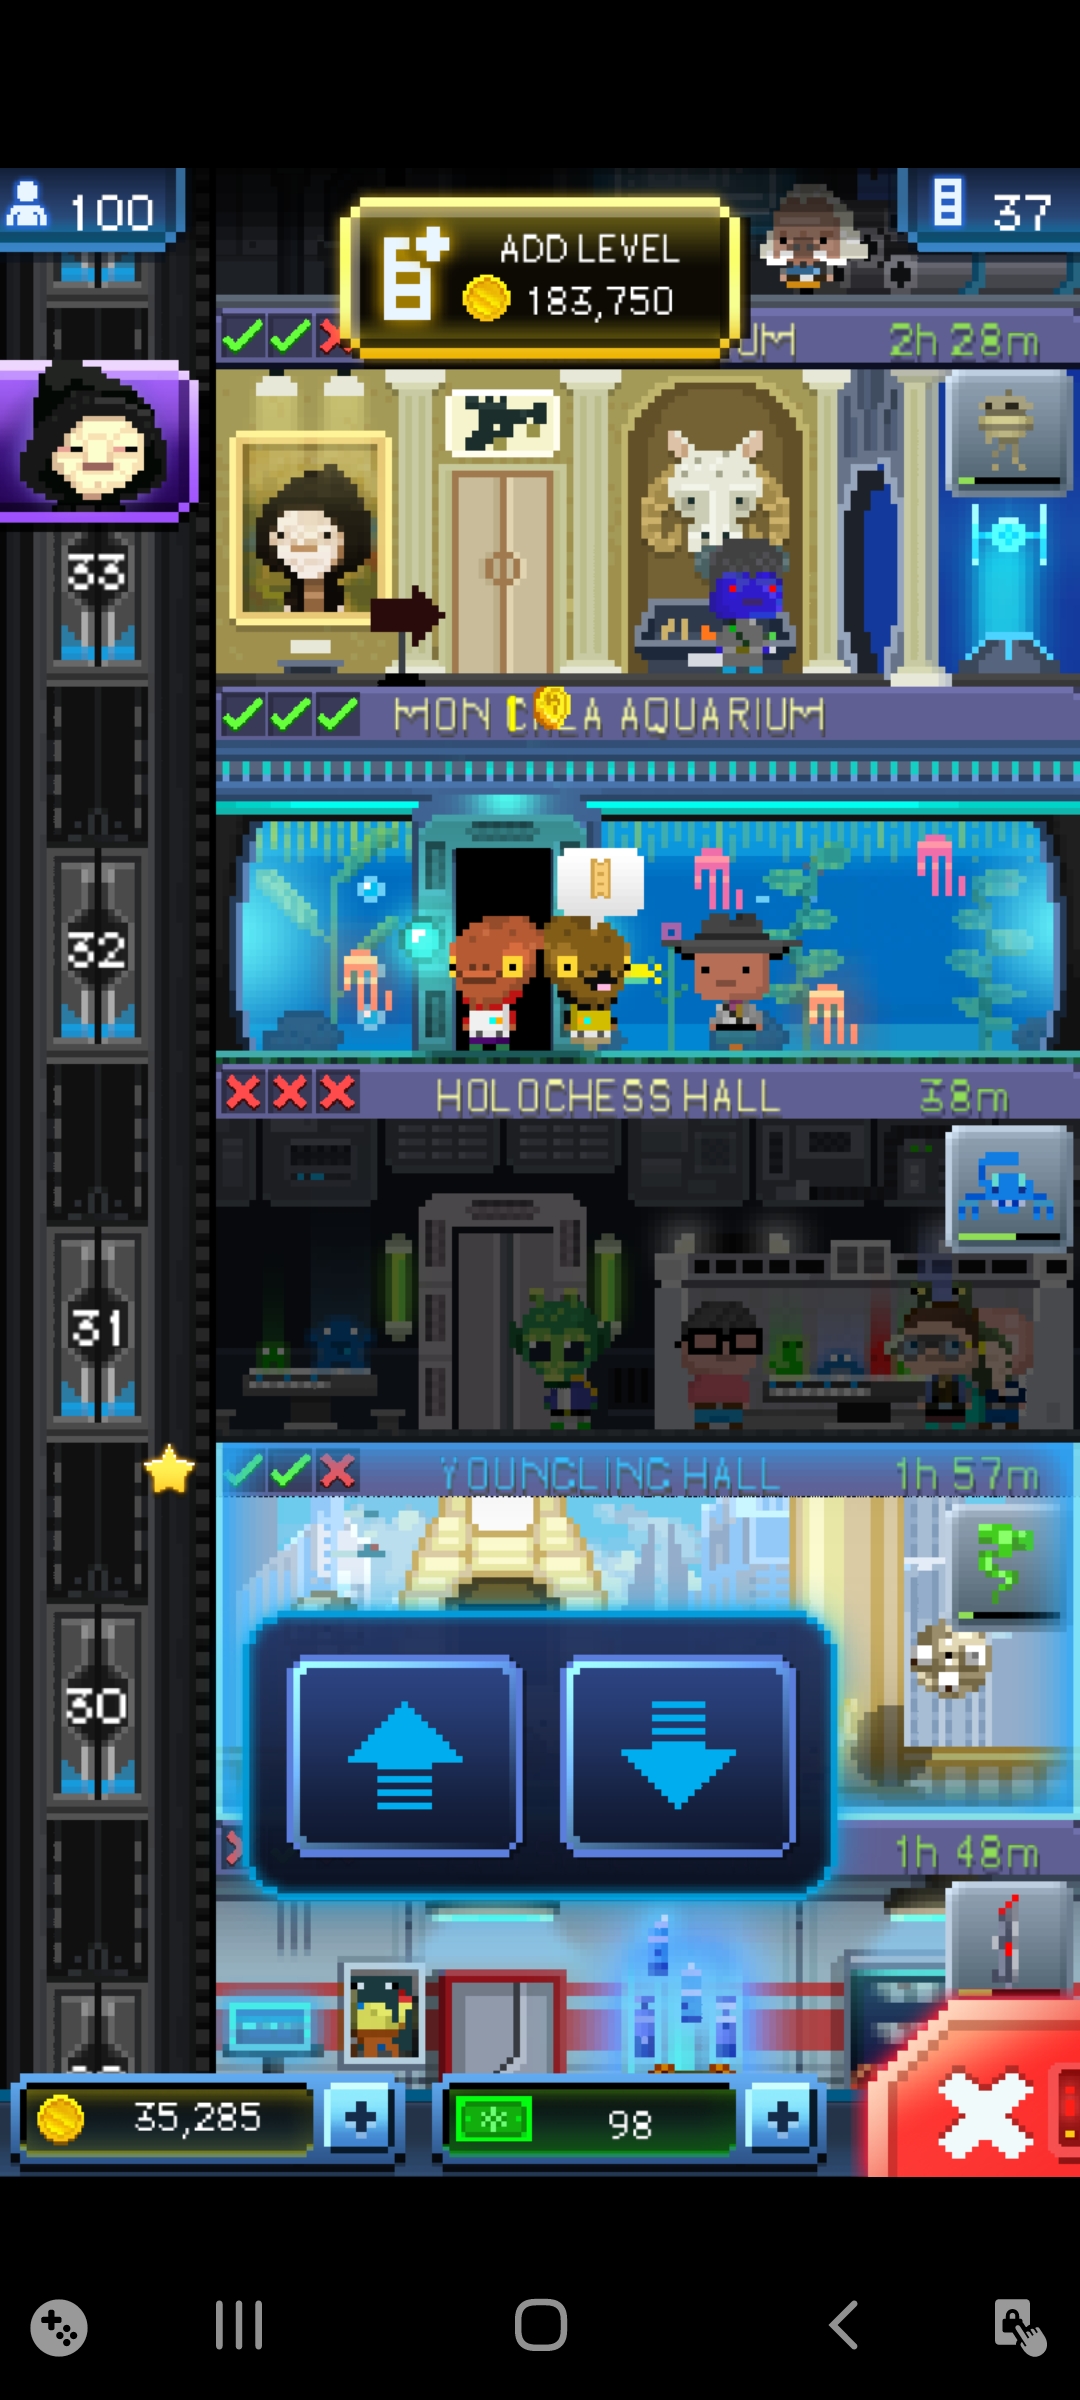 100
37
ADD LEVEL
183,750
UM
2h 28m
33
32
AQUARIUM
MON
HOLOCHESS HALL
38m
31
YOUNGLING HALL
1h 57m
30
1h 48m
35,285
98